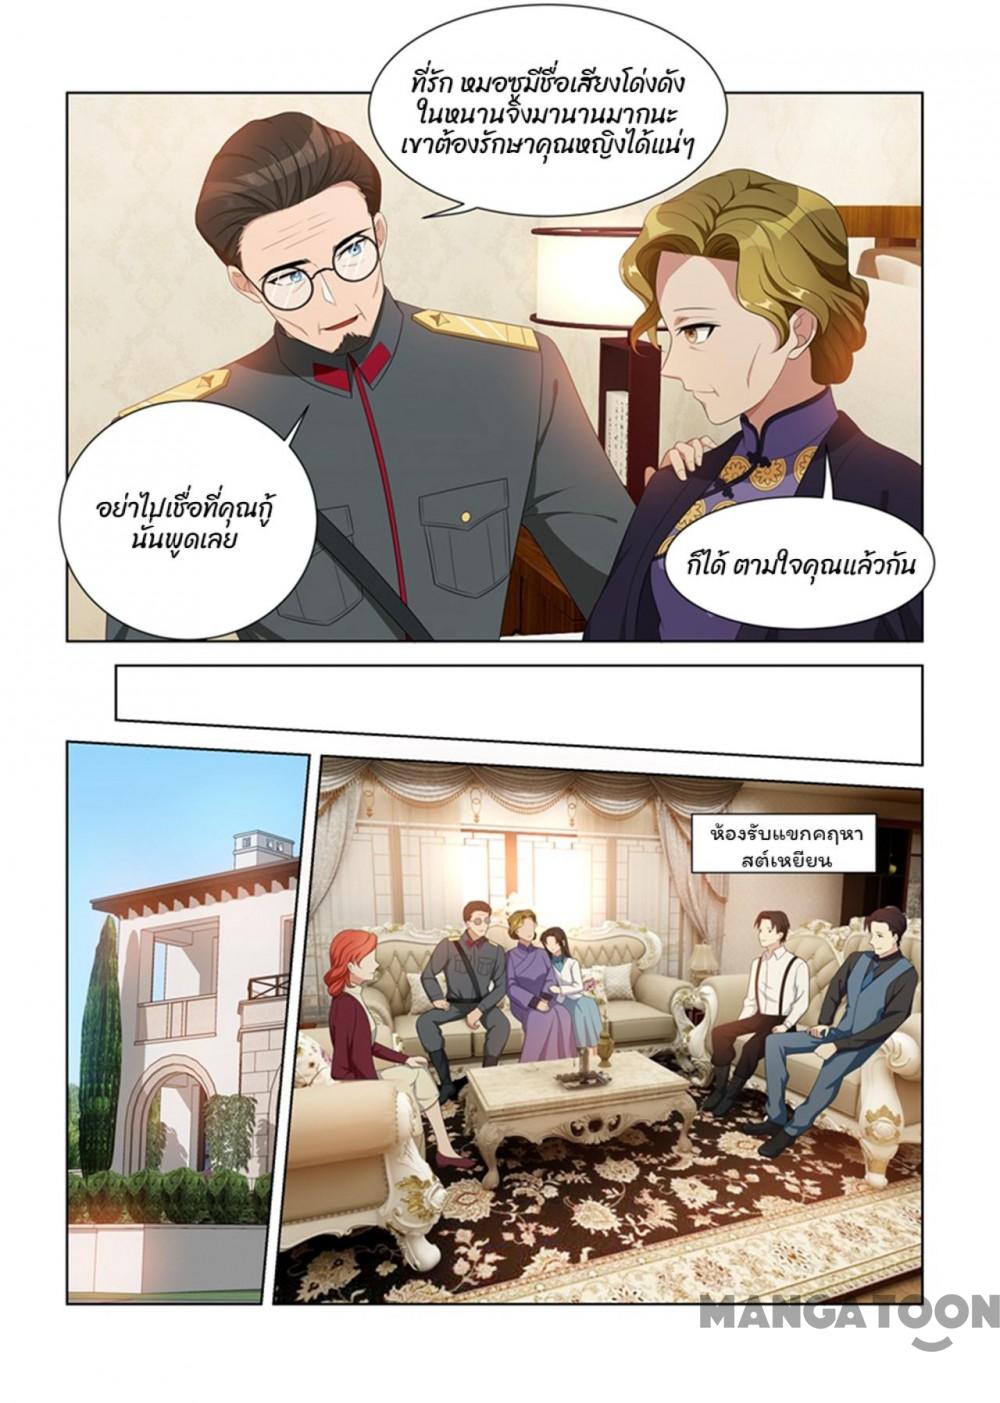 ที่รัก หมอซูมีชื่อเสียงโด่งดัง
ในหนานจิงมานานมากนะ
เขาต้องรักษาคุณหญิงได้แน่ๆ
อย่าไปเชื่อที่คุณกู้
นั่นพูดเลย
ก็ได้ ตามใจคุณแล้วกัน
ห้องรับแขกคฤหา
สต์เหยียน
MANGATOON